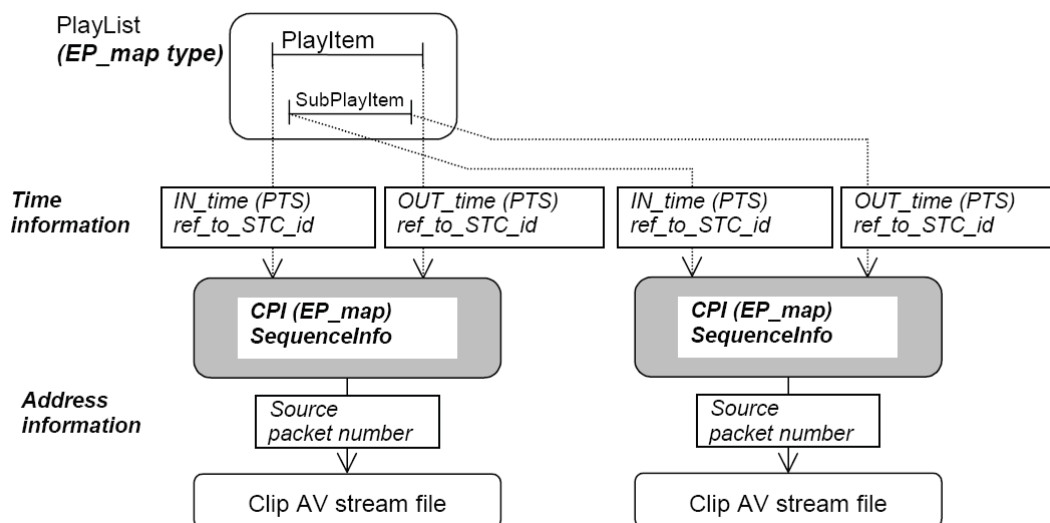 PlayList
(EP_map type)
PlayItem
SubPlayItem
Time
information
IN_time (PTS)
ref_to_STC_id
OUT_time (PTS)
ref_to_STC_id
IN_time (PTS)
ref_to_STC_id
OUT_time (PTS)
ref_to_STC_id
CPI (EP_map)
SequenceInfo
CPI (EP_map)
SequenceInfo
Address
information
Source
packet number
Source
packet number
Clip AV stream file
Clip AV stream file